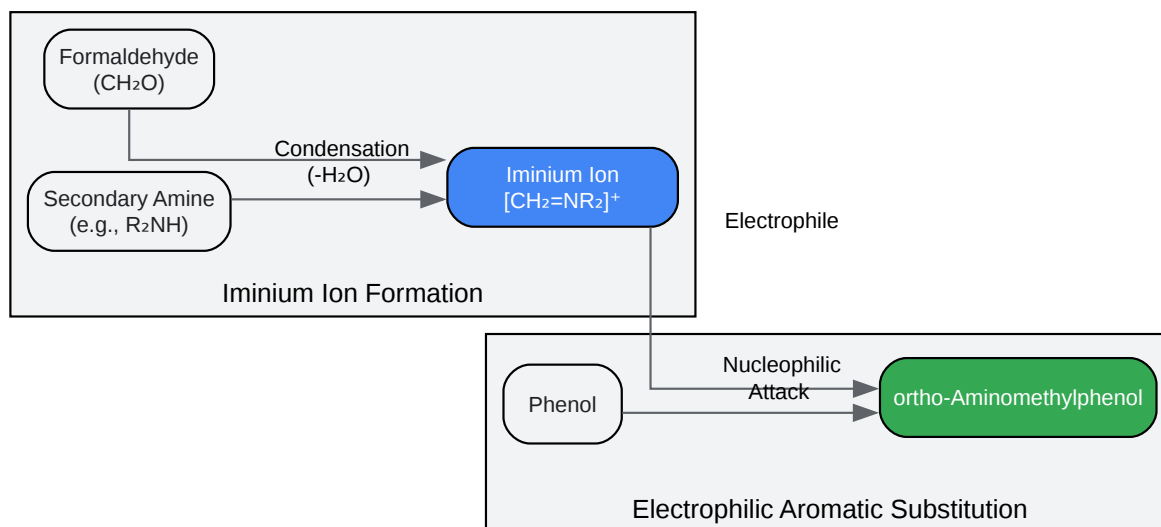 Formaldehyde
(CH₂O)
Condensation
(-H₂O)
Secondary Amine
(e.g., R₂NH)
Iminium Ion
[CH₂=NR₂]⁺
Electrophile
Iminium Ion Formation
Phenol
Nucleophilic
Attack
ortho-Aminomethylphenol
Electrophilic Aromatic Substitution